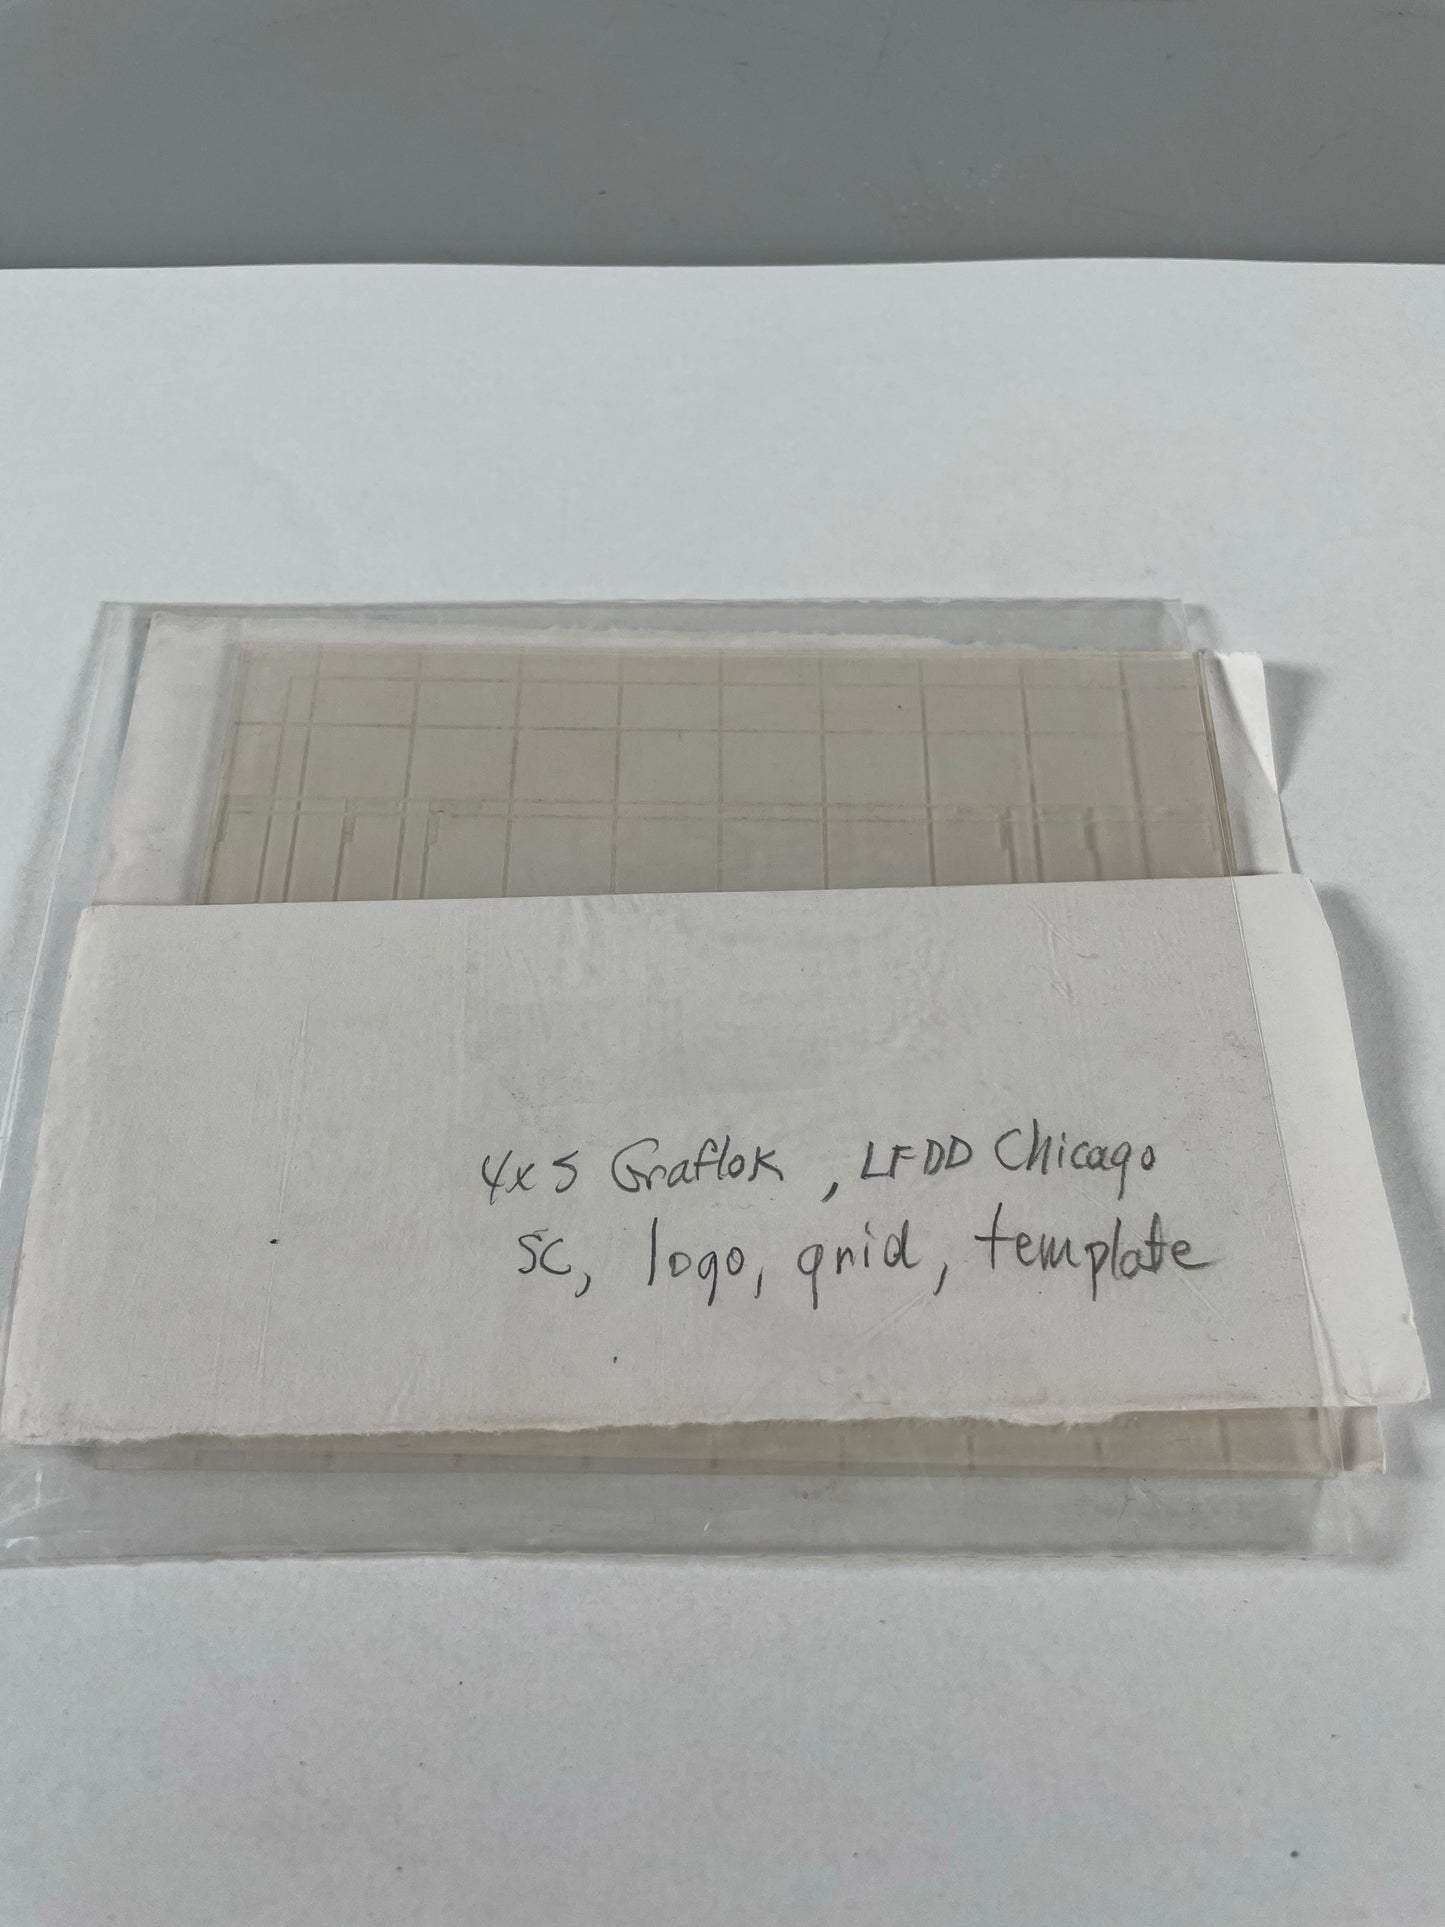 4x5 Graflok, LFDD Chicago
SC, logo, grid, template